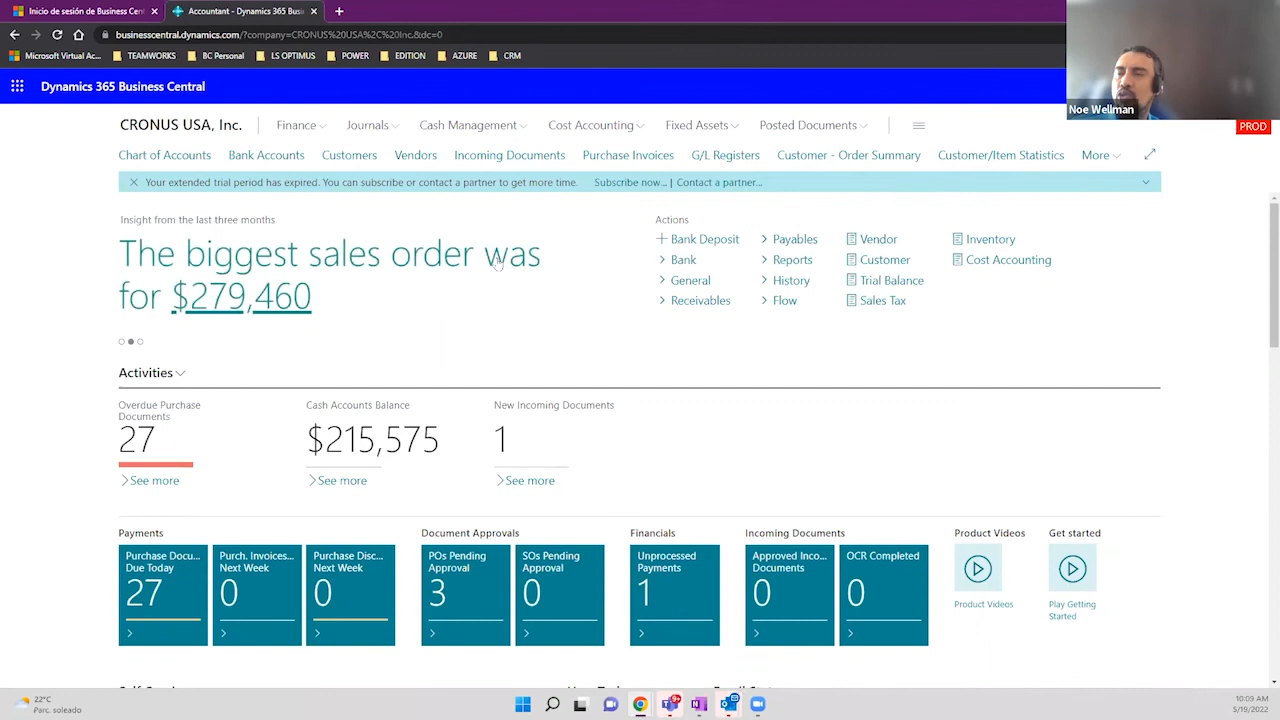 Inicio de sesión de Business Cent
Accountant - Dynamics 365 Busi
businesscentral.dynamics.com/?company=CRONUS%20USA%2C%20Inc.&dc=0
Microsoft Virtual Ac... TEAMWORKS BC Personal LS OPTIMUS POWER EDITION AZURE CRM
Noe Wellman
Dynamics 365 Business Central
PROD
CRONUS USA, Inc. Finance Journals Cash Management Cost Accounting Fixed Assets Posted Documents
Chart of Accounts Bank Accounts Customers Vendors Incoming Documents Purchase Invoices G/L Registers Customer - Order Summary Customer/Item Statistics More
Your extended trial period has expired. You can subscribe or contact a partner to get more time. Subscribe now... | Contact a partner...
Insight from the last three months
The biggest sales order was
for $279,460
Actions
Bank Deposit Payables Vendor Inventory
Bank Reports Customer Cost Accounting
General History Trial Balance
Receivables Flow Sales Tax
Activities
Overdue Purchase
Documents
27
See more
Cash Accounts Balance
$215,575
See more
New Incoming Documents
1
See more
Payments
Purchase Docu...
Due Today
27
Purch. Invoices...
Next Week
0
Purchase Disc...
Next Week
0
Document Approvals
POs Pending
Approval
3
SOs Pending
Approval
0
Financials
Unprocessed
Payments
1
Incoming Documents
Approved Inco...
Documents
0
OCR Completed
0
Product Videos
Product Videos
Get started
Play Getting
Started
22°C
Parc. soleado
9+
10:09 AM
5/19/2022